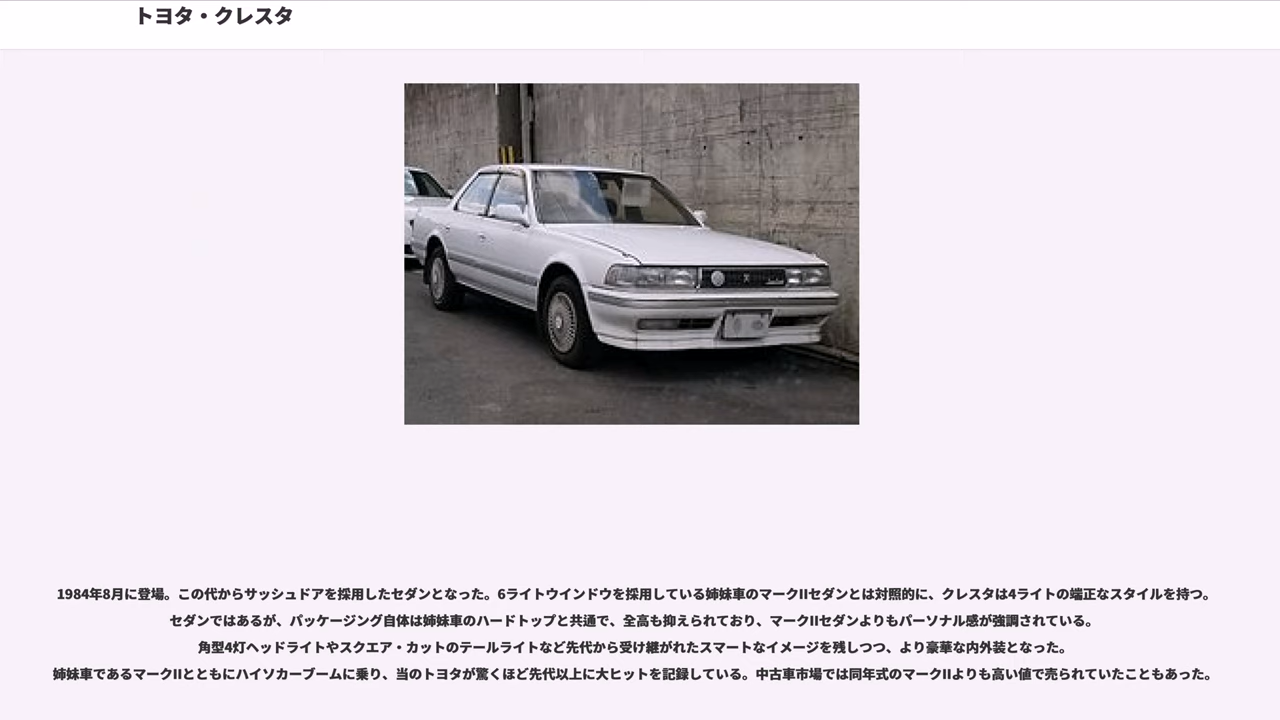 トヨタ・クレスタ
1984年8月に登場。この代からサッシュドアを採用したセダンとなった。6ライトウインドウを採用している姉妹車のマークIIセダンとは対照的に、クレスタは4ライトの端正なスタイルを持つ。
セダンではあるが、パッケージング自体は姉妹車のハードトップと共通で、全高も抑えられており、マークIIセダンよりもパーソナル感が強調されている。
角型4灯ヘッドライトやスクエア・カットのテールライトなど先代から受け継がれたスマートなイメージを残しつつ、より豪華な内外装となった。
姉妹車であるマークIIとともにハイソカーブームに乗り、当のトヨタが驚くほど先代以上に大ヒットを記録している。中古車市場では同年式のマークIIよりも高い値で売られていたこともあった。